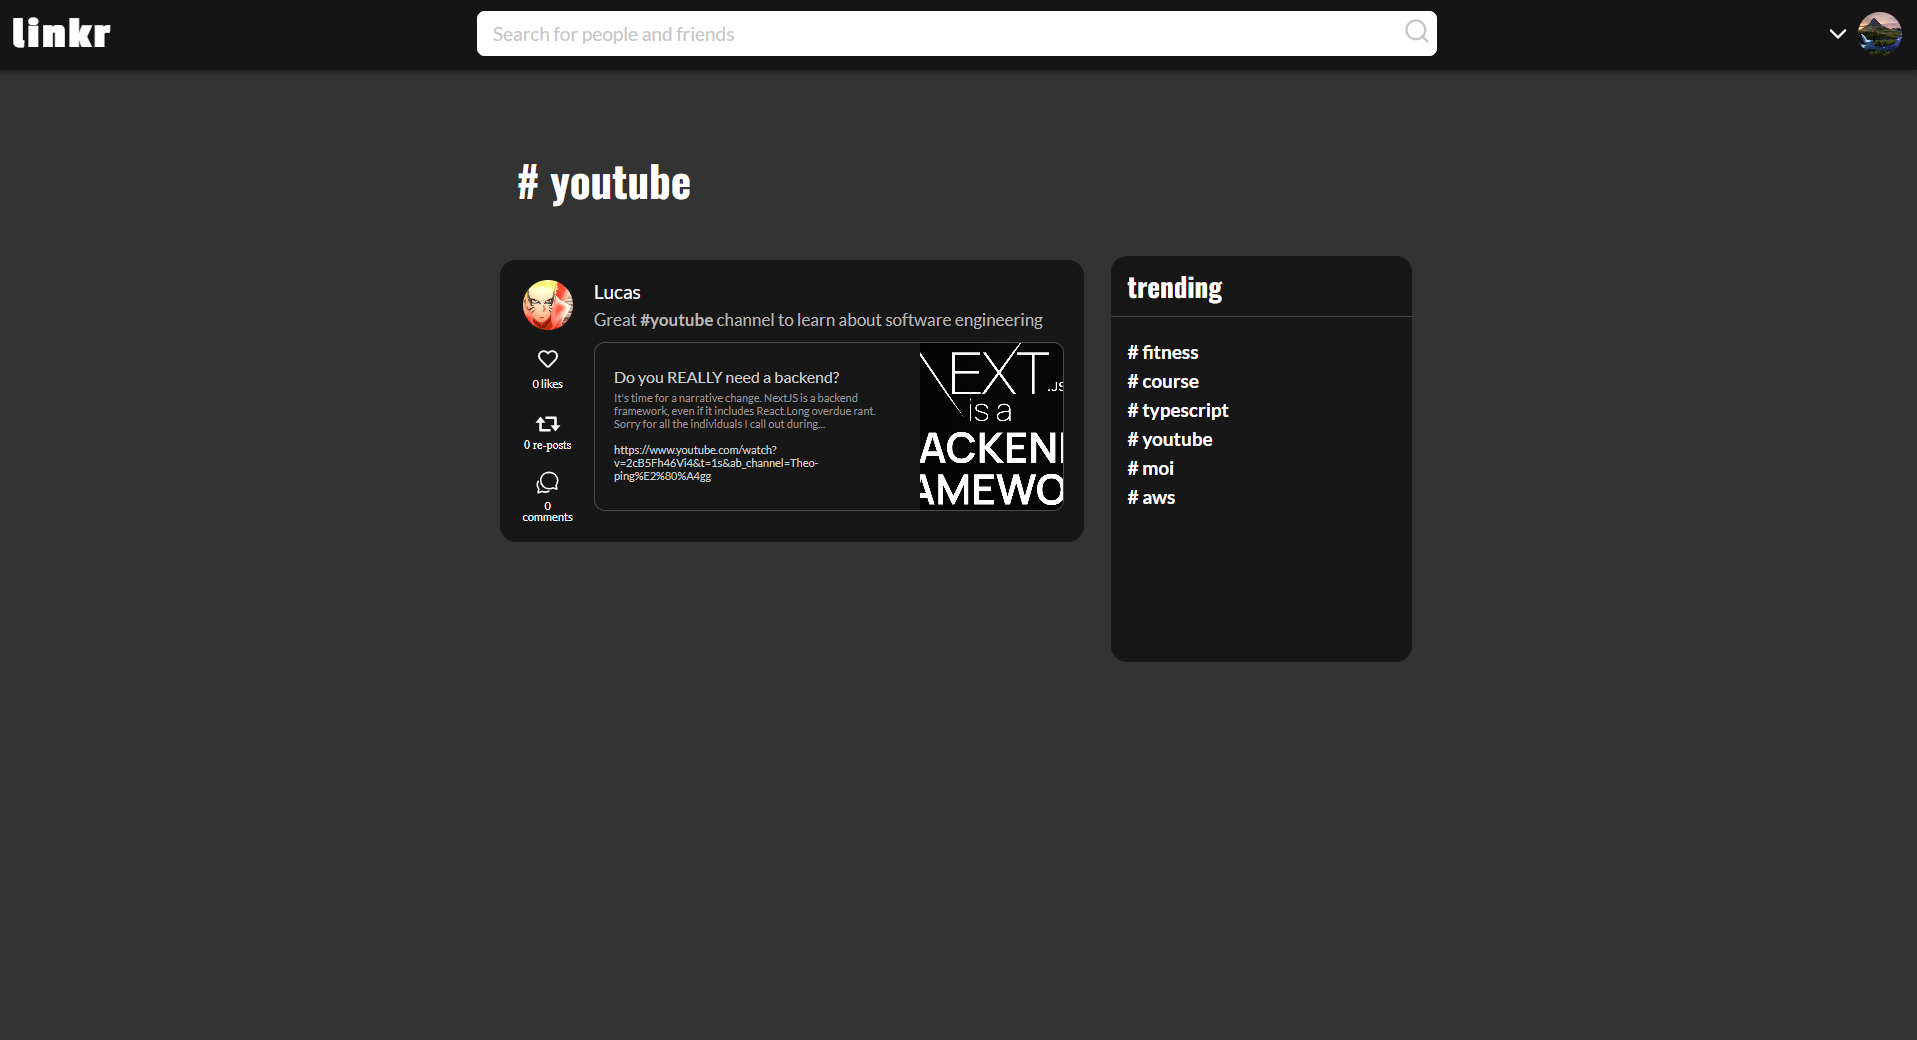 linkr
Search for people and friends
# youtube
Lucas
Great #youtube channel to learn about software engineering
0 likes
0 re-posts
0
comments
Do you REALLY need a backend?
It's time for a narrative change. NextJS is a backend
framework, even if it includes React.Long overdue rant.
Sorry for all the individuals I call out during...
https://www.youtube.com/watch?
v=2cB5Fh46Vi4&t=1s&ab_channel=Theo-
ping%E2%80%A4gg
NEXT
.JS
is a
ACKEN
AMEWO
trending
# fitness
# course
# typescript
# youtube
# moi
# aws